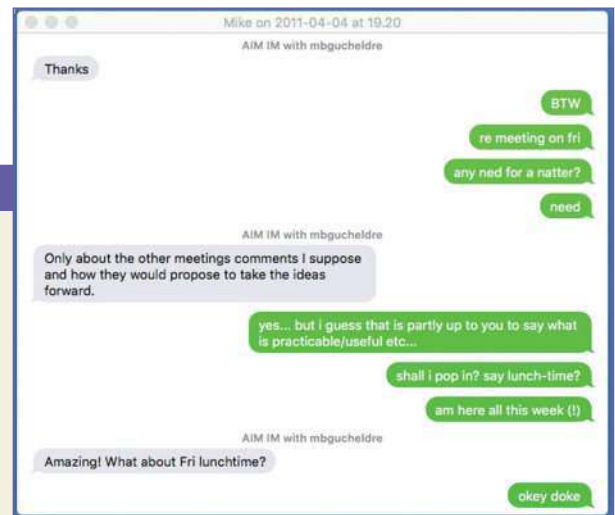 Mike on 2011-04-04 at 19.20
AIM IM with mbgucheldre
Thanks
BTW
re meeting on fri
any ned for a natter?
need
AIM IM with mbgucheldre
Only about the other meetings comments I suppose
and how they would propose to take the ideas
forward.
yes... but i guess that is partly up to you to say what
is practicable/useful etc...
shall i pop in? say lunch-time?
am here all this week (!)
AIM IM with mbgucheldre
Amazing! What about Fri lunchtime?
okey doke